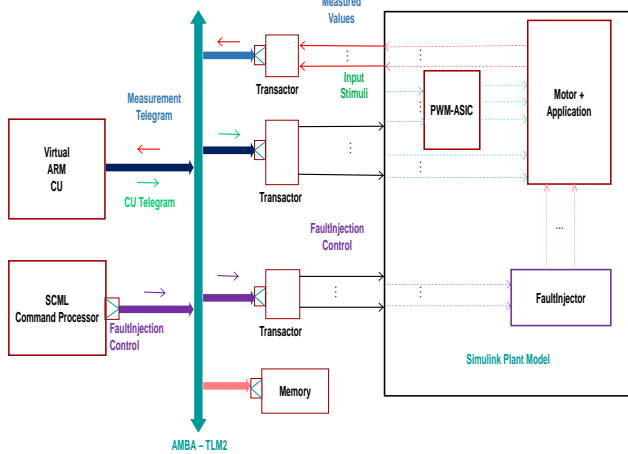 Measured
Values
Transactor
Input
Stimuli
PWM-ASIC
Motor +
Application
Measurement
Telegram
Virtual
ARM
CU
CU Telegram
Transactor
FaultInjection
Control
...
SCML
Command Processor
FaultInjection
Control
Transactor
FaultInjector
Simulink Plant Model
Memory
AMBA – TLM2